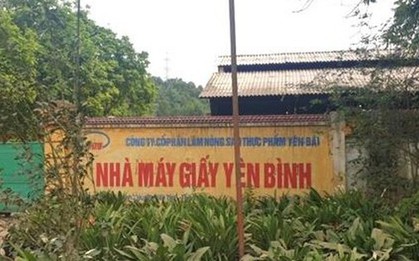 CÔNG TY CỔ PHẦN LÂM NÔNG SẢN THỰC PHẨM YÊN BÁI
NHÀ MÁY GIẤY YÊN BÌNH